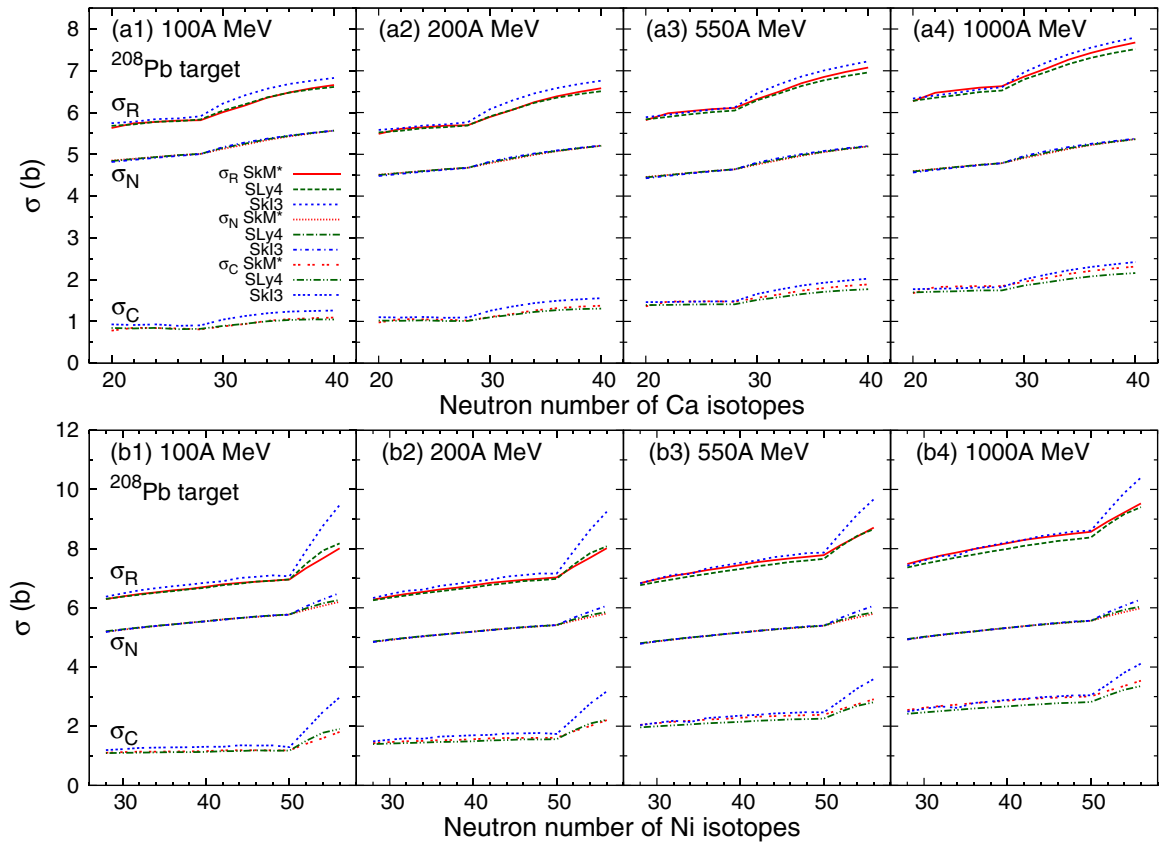 (a1) 100A MeV
(a2) 200A MeV
(a3) 550A MeV
(a4) 1000A MeV
208Pb target
σR
σN
σC
σR SkM*
SLy4
SkI3
σN SkM*
SLy4
SkI3
σC SkM*
SLy4
SkI3
σ (b)
8
7
6
5
4
3
2
1
0
20 30 40
20 30 40
20 30 40
20 30 40
Neutron number of Ca isotopes
(b1) 100A MeV
(b2) 200A MeV
(b3) 550A MeV
(b4) 1000A MeV
208Pb target
σR
σN
σC
σ (b)
12
10
8
6
4
2
0
30 40 50
30 40 50
30 40 50
30 40 50
Neutron number of Ni isotopes